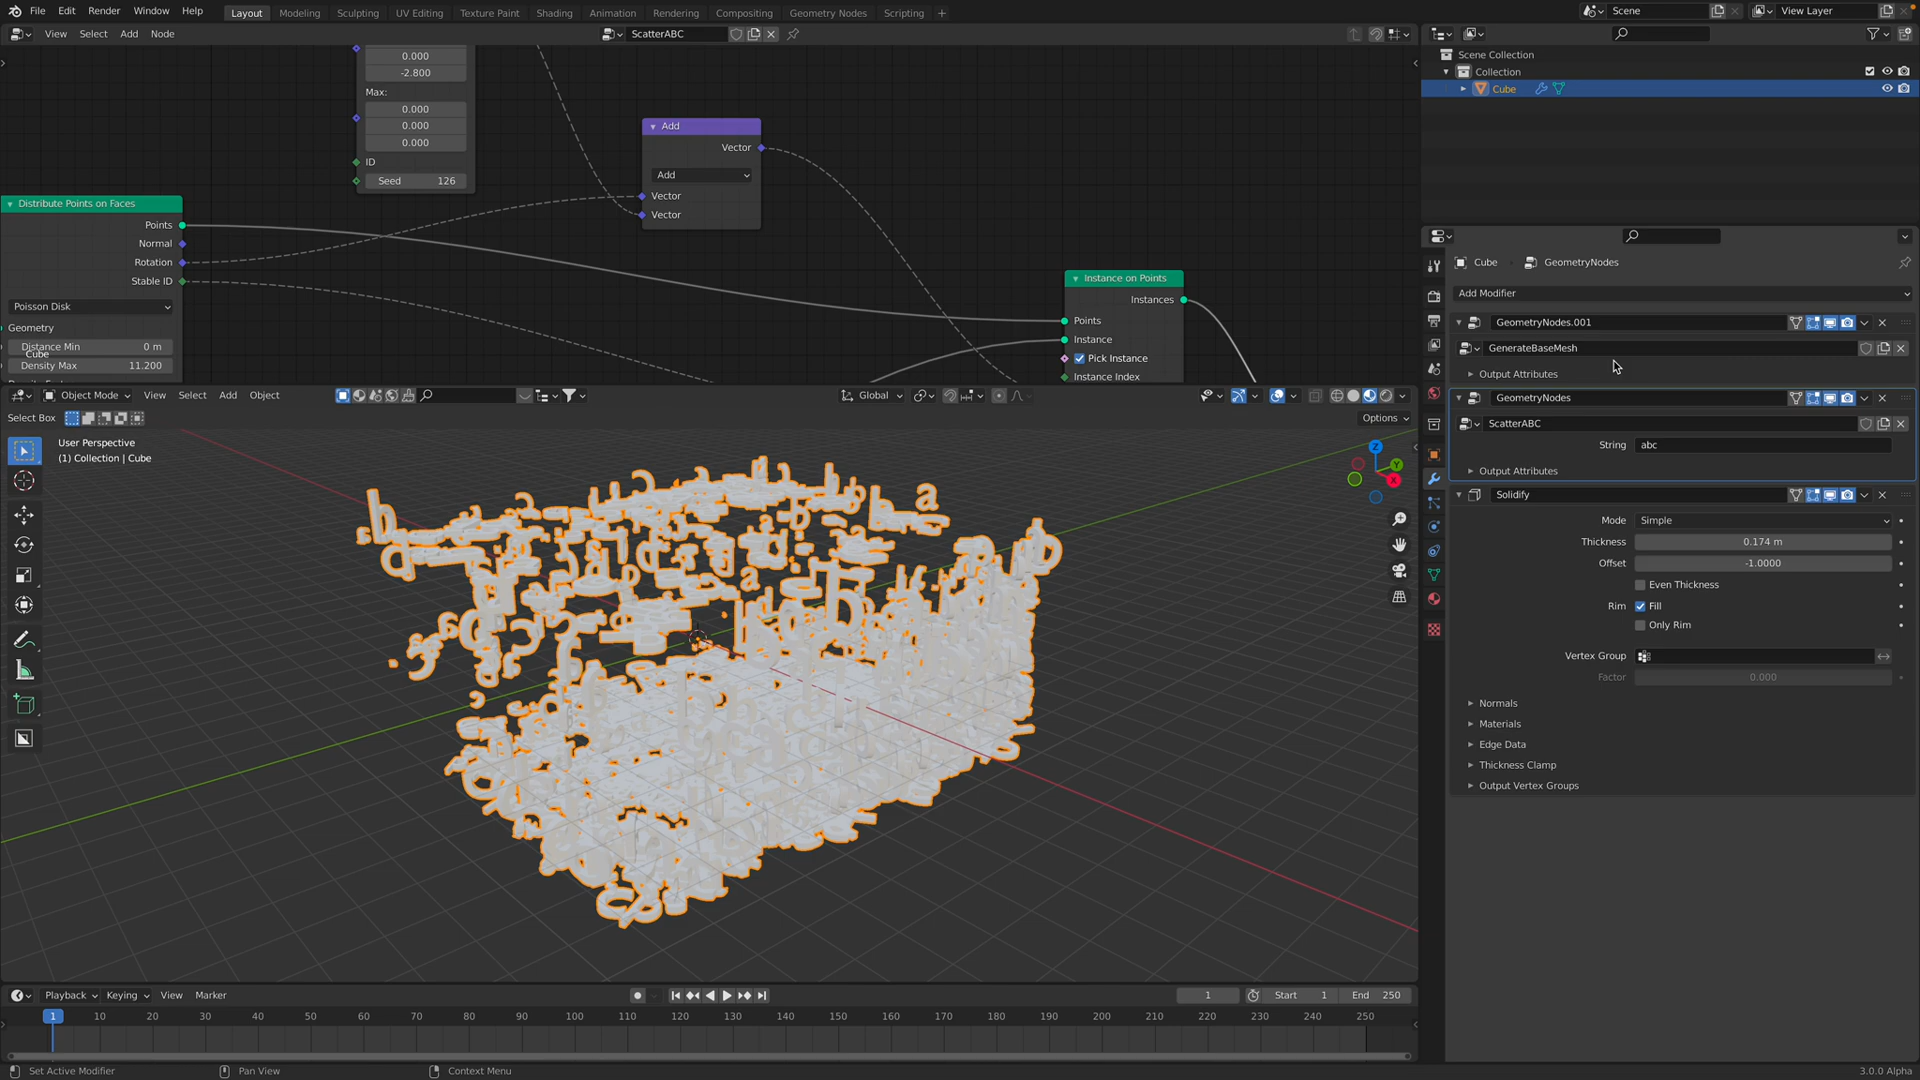 File Edit Render Window Help
Layout Modeling Sculpting UV Editing Texture Paint Shading Animation Rendering Compositing Geometry Nodes Scripting +
Scene
View Layer
View Select Add Node
ScatterABC
0.000
-2.800
Max:
0.000
0.000
0.000
ID
Seed 126
Add
Vector
Add
Vector
Vector
Distribute Points on Faces
Points
Normal
Rotation
Stable ID
Poisson Disk
Geometry
Distance Min 0 m
Cube
Density Max 11.200
Instance on Points
Instances
Points
Instance
Pick Instance
Instance Index
Object Mode View Select Add Object
Global
Select Box
Options
User Perspective
(1) Collection | Cube
Z
Y
X
Playback Keying View Marker
1
Start 1
End 250
1 10 20 30 40 50 60 70 80 90 100 110 120 130 140 150 160 170 180 190 200 210 220 230 240 250
Set Active Modifier
Pan View
Context Menu
3.0.0 Alpha
Scene Collection
Collection
Cube
Cube GeometryNodes
Add Modifier
GeometryNodes.001
GenerateBaseMesh
Output Attributes
GeometryNodes
ScatterABC
String abc
Output Attributes
Solidify
Mode Simple
Thickness 0.174 m
Offset -1.0000
Even Thickness
Rim Fill
Only Rim
Vertex Group
Factor 0.000
Normals
Materials
Edge Data
Thickness Clamp
Output Vertex Groups